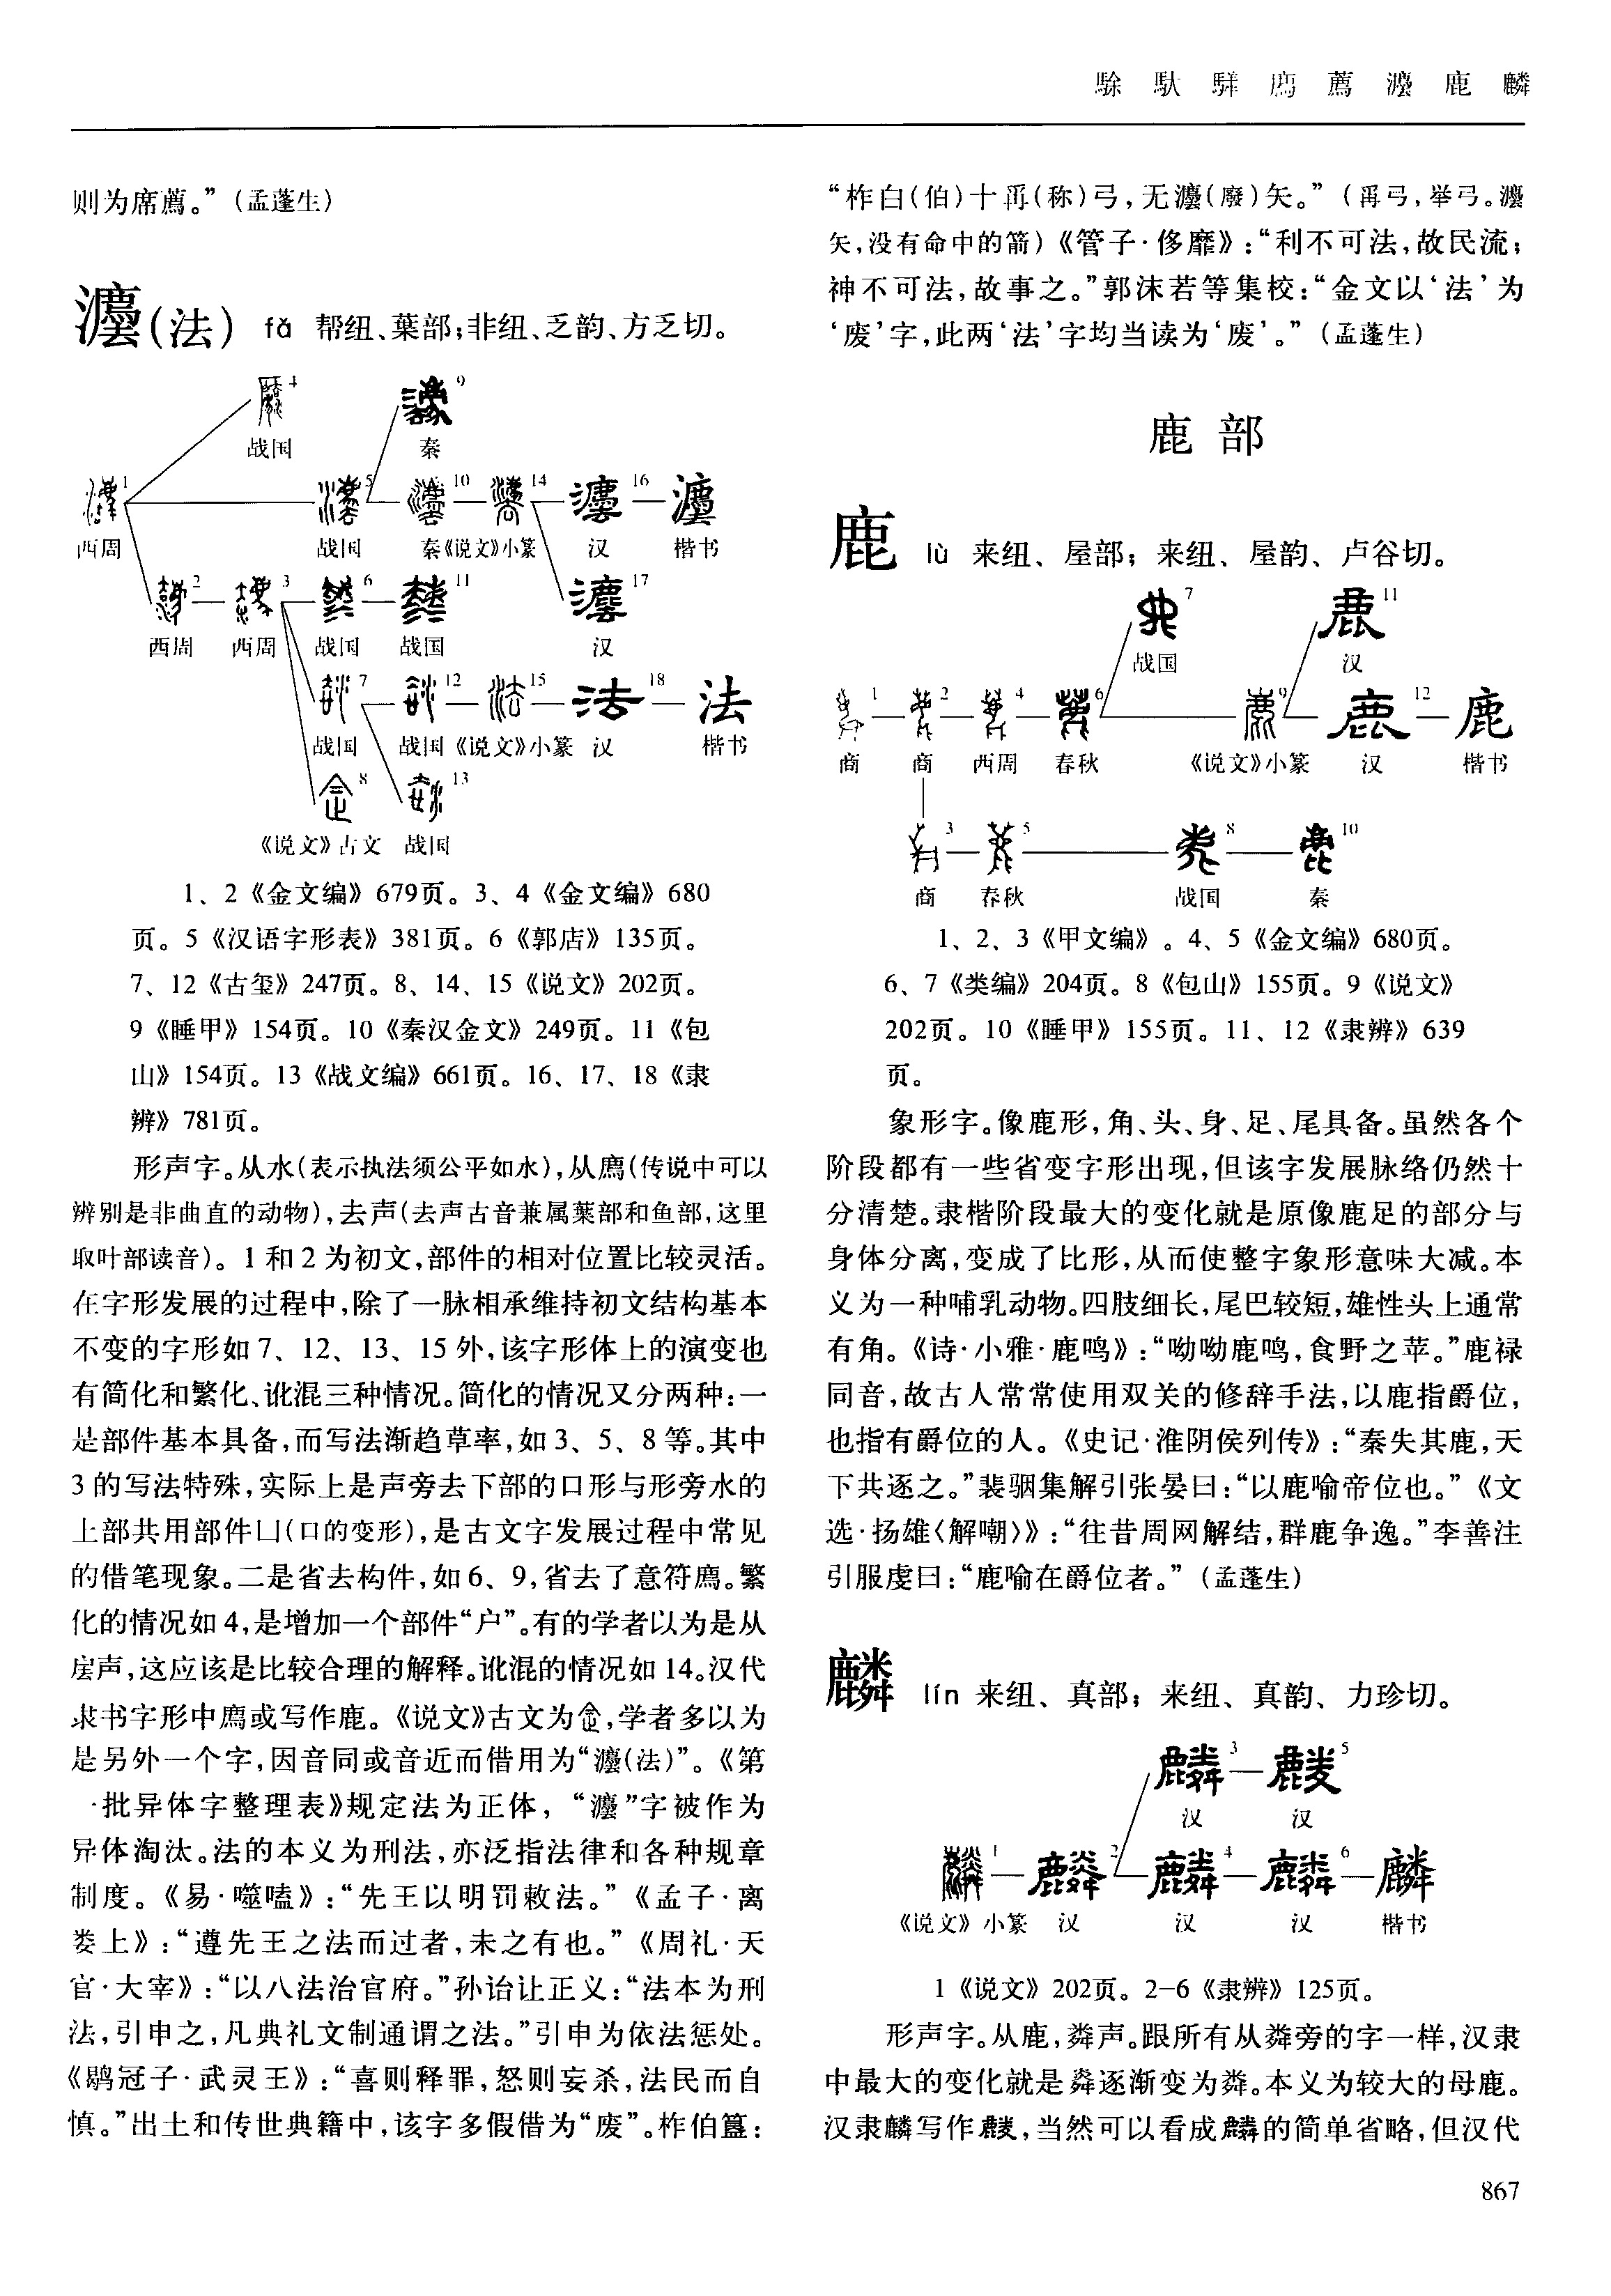 駼 馱 騂 廌 薦 灋 鹿 麟
则为席薦。”（孟蓬生）
灋(法) fǎ 帮纽、葉部；非纽、乏韵、方乏切。
4 9
战国 秦
1 5 10 14 16 灋
西周 战国 秦《说文》小篆 汉 楷书
2 3 6 11 17
西周 西周 战国 战国 汉
7 12 15 18 法
战国 战国《说文》小篆 汉 楷书
8 13
《说文》古文 战国
1、2《金文编》679页。3、4《金文编》680
页。5《汉语字形表》381页。6《郭店》135页。
7、12《古玺》247页。8、14、15《说文》202页。
9《睡甲》154页。10《秦汉金文》249页。11《包
山》154页。13《战文编》661页。16、17、18《隶
辨》781页。
形声字。从水(表示执法须公平如水)，从廌(传说中可以
辨别是非曲直的动物)，去声(去声古音兼属葉部和鱼部，这里
取叶部读音)。1和2为初文，部件的相对位置比较灵活。
在字形发展的过程中，除了一脉相承维持初文结构基本
不变的字形如7、12、13、15外，该字形体上的演变也
有简化和繁化、讹混三种情况。简化的情况又分两种：一
是部件基本具备，而写法渐趋草率，如3、5、8等。其中
3的写法特殊，实际上是声旁去下部的口形与形旁水的
上部共用部件凵(口的变形)，是古文字发展过程中常见
的借笔现象。二是省去构件，如6、9，省去了意符廌。繁
化的情况如4，是增加一个部件“户”。有的学者以为是从
声，这应该是比较合理的解释。讹混的情况如14。汉代
隶书字形中廌或写作鹿。《说文》古文为佱，学者多以为
是另外一个字，因音同或音近而借用为“灋(法)”。《第
一批异体字整理表》规定法为正体，“灋”字被作为
异体淘汰。法的本义为刑法，亦泛指法律和各种规章
制度。《易·噬嗑》：“先王以明罚敕法。”《孟子·离
娄上》：“遵先王之法而过者，未之有也。”《周礼·天
官·大宰》：“以八法治官府。”孙诒让正义：“法本为刑
法，引申之，凡典礼文制通谓之法。”引申为依法惩处。
《鹖冠子·武灵王》：“喜则释罪，怒则妄杀，法民而自
慎。”出土和传世典籍中，该字多假借为“废”。柞伯簋：
“柞白(伯)十爯(称)弓，无灋(廢)矢。”（爯弓，举弓。灋
矢，没有命中的箭）《管子·侈靡》：“利不可法，故民流；
神不可法，故事之。”郭沫若等集校：“金文以‘法’为
‘废’字，此两‘法’字均当读为‘废’。”（孟蓬生）
鹿 部
鹿 lù 来纽、屋部；来纽、屋韵、卢谷切。
7 11
战国 汉
1 2 4 6 9 12 鹿
商 商 西周 春秋 《说文》小篆 汉 楷书
3 5 8 10
商 春秋 战国 秦
1、2、3《甲文编》。4、5《金文编》680页。
6、7《类编》204页。8《包山》155页。9《说文》
202页。10《睡甲》155页。11、12《隶辨》639
页。
象形字。像鹿形，角、头、身、足、尾具备。虽然各个
阶段都有一些省变字形出现，但该字发展脉络仍然十
分清楚。隶楷阶段最大的变化就是原像鹿足的部分与
身体分离，变成了比形，从而使整字象形意味大减。本
义为一种哺乳动物。四肢细长，尾巴较短，雄性头上通常
有角。《诗·小雅·鹿鸣》：“呦呦鹿鸣，食野之苹。”鹿禄
同音，故古人常常使用双关的修辞手法，以鹿指爵位，
也指有爵位的人。《史记·淮阴侯列传》：“秦失其鹿，天
下共逐之。”裴骃集解引张晏曰：“以鹿喻帝位也。”《文
选·扬雄〈解嘲〉》：“往昔周网解结，群鹿争逸。”李善注
引服虔曰：“鹿喻在爵位者。”（孟蓬生）
麟 lín 来纽、真部；来纽、真韵、力珍切。
3 5
汉 汉
1 2 4 6 麟
《说文》小篆 汉 汉 汉 楷书
1《说文》202页。2-6《隶辨》125页。
形声字。从鹿，粦声。跟所有从粦旁的字一样，汉隶
中最大的变化就是㷠逐渐变为粦。本义为较大的母鹿。
汉隶麟写作，当然可以看成的简单省略，但汉代
867